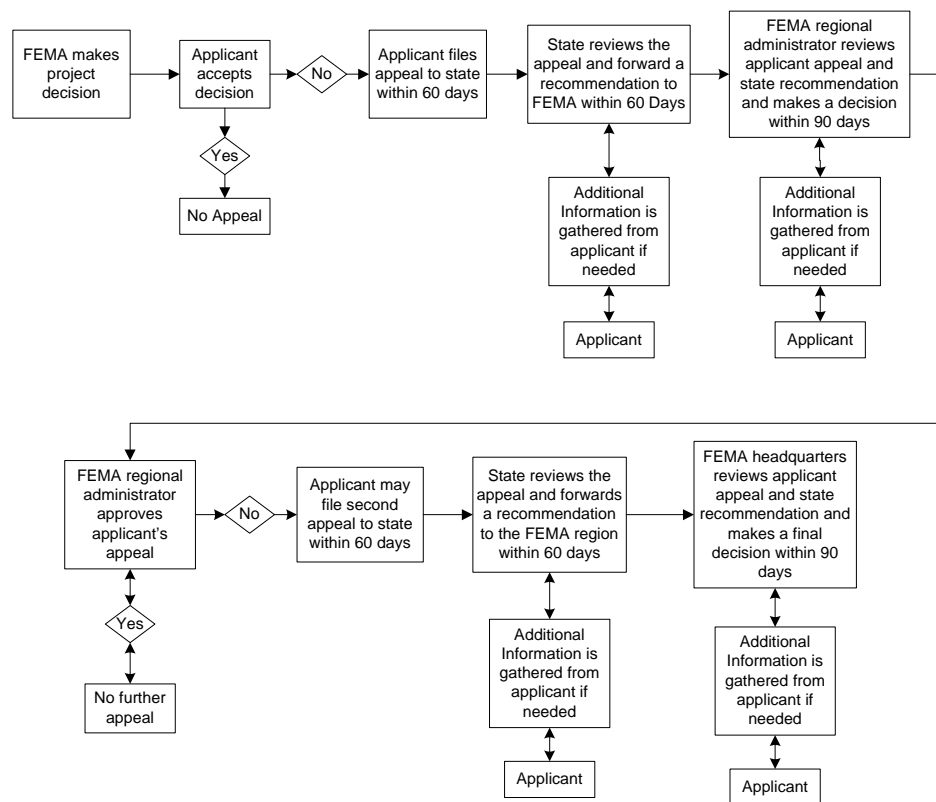 FEMA makes
project
decision
Applicant
accepts
decision
No
Yes
No Appeal
Applicant files
appeal to state
within 60 days
State reviews the
appeal and forward a
recommendation to
FEMA within 60 Days
Additional
Information is
gathered from
applicant if
needed
Applicant
FEMA regional
administrator reviews
applicant appeal and
state recommendation
and makes a decision
within 90 days
Additional
Information is
gathered from
applicant if
needed
Applicant
FEMA regional
administrator
approves
applicant's
appeal
No
Yes
No further
appeal
Applicant may
file second
appeal to state
within 60 days
State reviews the
appeal and forwards
a recommendation
to the FEMA region
within 60 days
Additional
Information is
gathered from
applicant if
needed
Applicant
FEMA headquarters
reviews applicant
appeal and state
recommendation and
makes a final
decision within 90
days
Additional
Information is
gathered from
applicant if
needed
Applicant